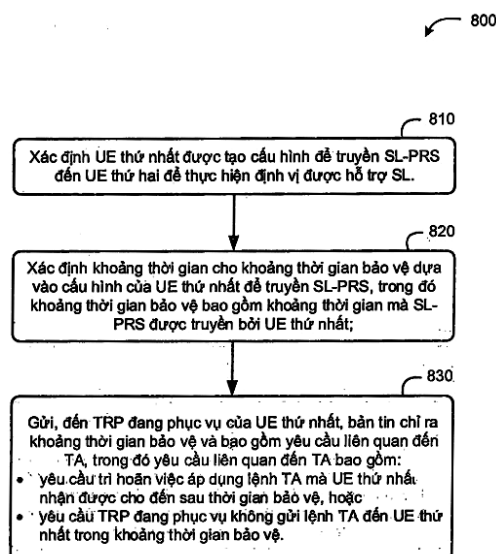 800
810
Xác định UE thứ nhất được tạo cấu hình để truyền SL-PRS
đến UE thứ hai để thực hiện định vị được hỗ trợ SL.
820
Xác định khoảng thời gian cho khoảng thời gian bảo vệ dựa
vào cấu hình của UE thứ nhất để truyền SL-PRS, trong đó
khoảng thời gian bảo vệ bao gồm khoảng thời gian mà SL-
PRS được truyền bởi UE thứ nhất;
830
Gửi, đến TRP đang phục vụ của UE thứ nhất, bản tin chỉ ra
khoảng thời gian bảo vệ và bao gồm yêu cầu liên quan đến
TA, trong đó yêu cầu liên quan đến TA bao gồm:
• yêu cầu trì hoãn việc áp dụng lệnh TA mà UE thứ nhất
nhận được cho đến sau thời gian bảo vệ, hoặc
• yêu cầu TRP đang phục vụ không gửi lệnh TA đến UE thứ
nhất trong khoảng thời gian bảo vệ.